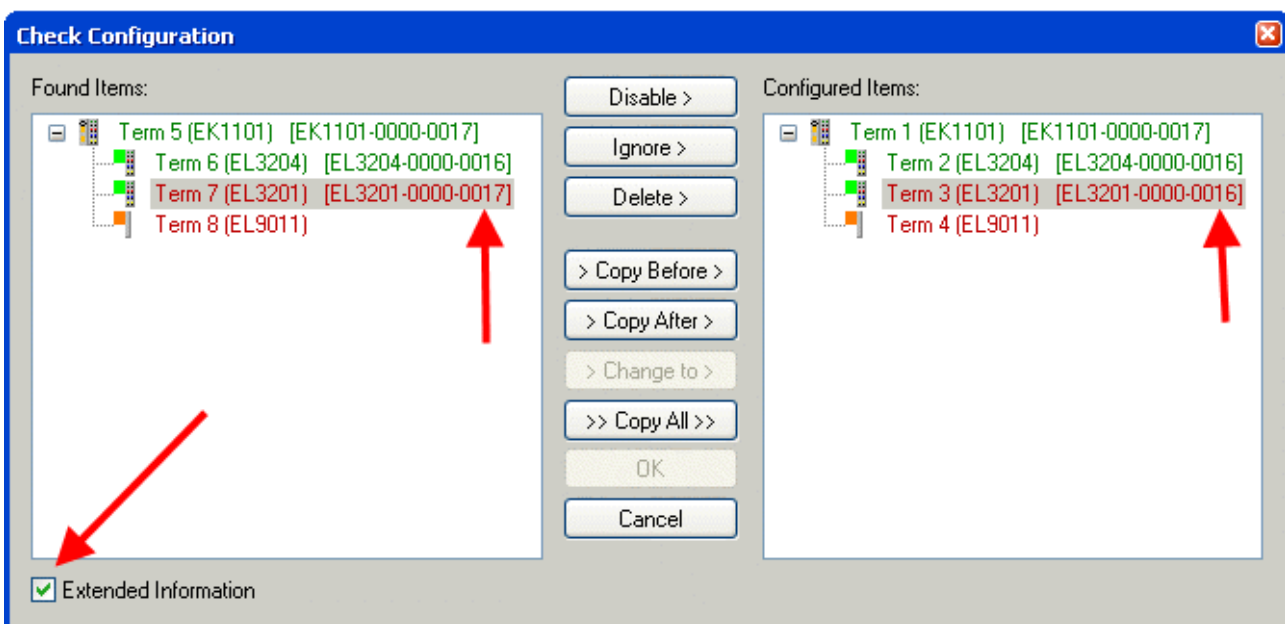 Check Configuration
Found Items:
Term 5 (EK1101) [EK1101-0000-0017]
Term 6 (EL3204) [EL3204-0000-0016]
Term 7 (EL3201) [EL3201-0000-0017]
Term 8 (EL9011)
Extended Information
Disable >
Ignore >
Delete >
> Copy Before >
> Copy After >
> Change to >
>> Copy All >>
OK
Cancel
Configured Items:
Term 1 (EK1101) [EK1101-0000-0017]
Term 2 (EL3204) [EL3204-0000-0016]
Term 3 (EL3201) [EL3201-0000-0016]
Term 4 (EL9011)